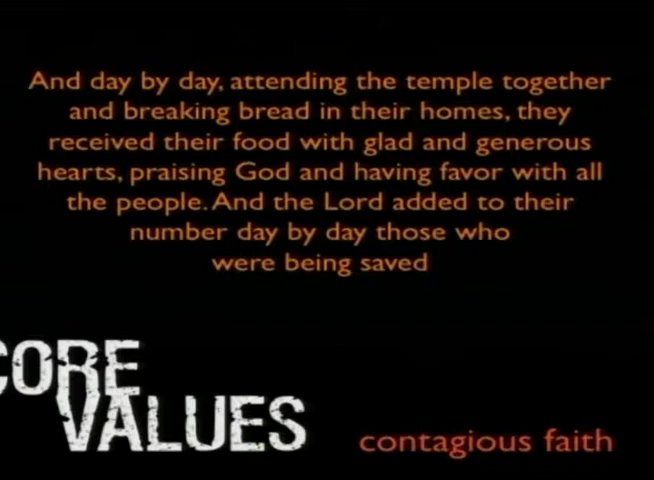 And day by day, attending the temple together
and breaking bread in their homes, they
received their food with glad and generous
hearts, praising God and having favor with all
the people. And the Lord added to their
number day by day those who
were being saved
CORE
VALUES
contagious faith